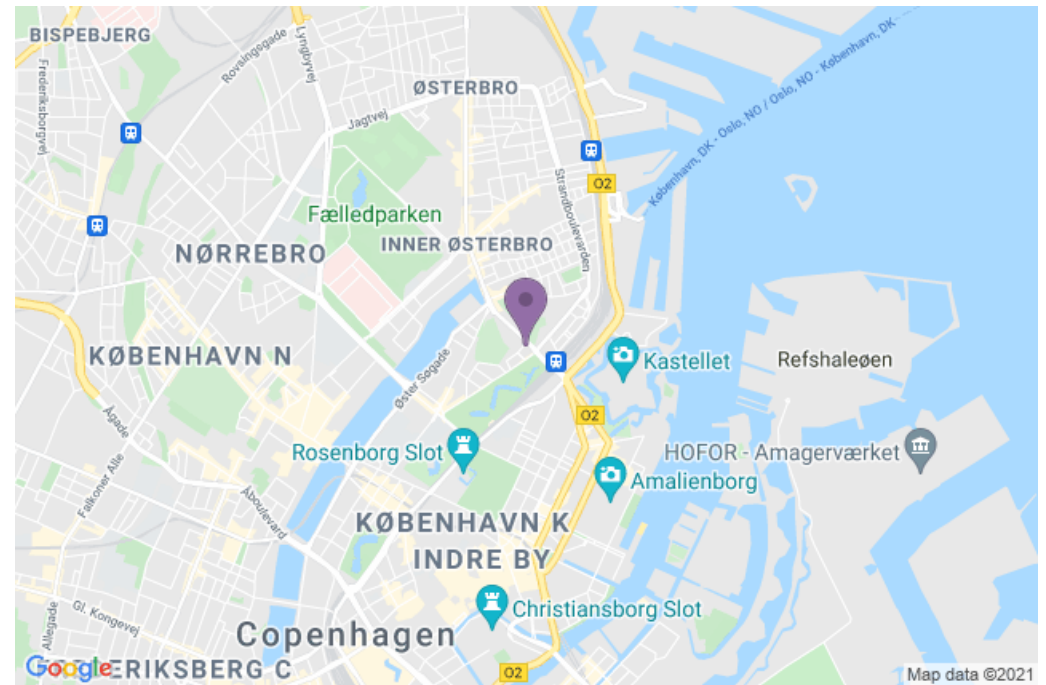 BISPEBJERG
Rovsingsgade
Lyngbyvej
Frederiksborgvej
ØSTERBRO
København, DK - Oslo, NO / Oslo, NO - København, DK
Jagtvej
O2
Strandboulevarden
Fælledparken
INNER ØSTERBRO
NØRREBRO
KØBENHAVN N
Øster Søgade
Kastellet
Refshaleøen
Ågade
O2
Falkoner Alle
Rosenborg Slot
HOFOR - Amagerværket
Amalienborg
Åboulevard
KØBENHAVN K
INDRE BY
Christiansborg Slot
Gl. Kongevej
Allegade
Copenhagen
Google
ERIKSBERG C
O2
Map data ©2021